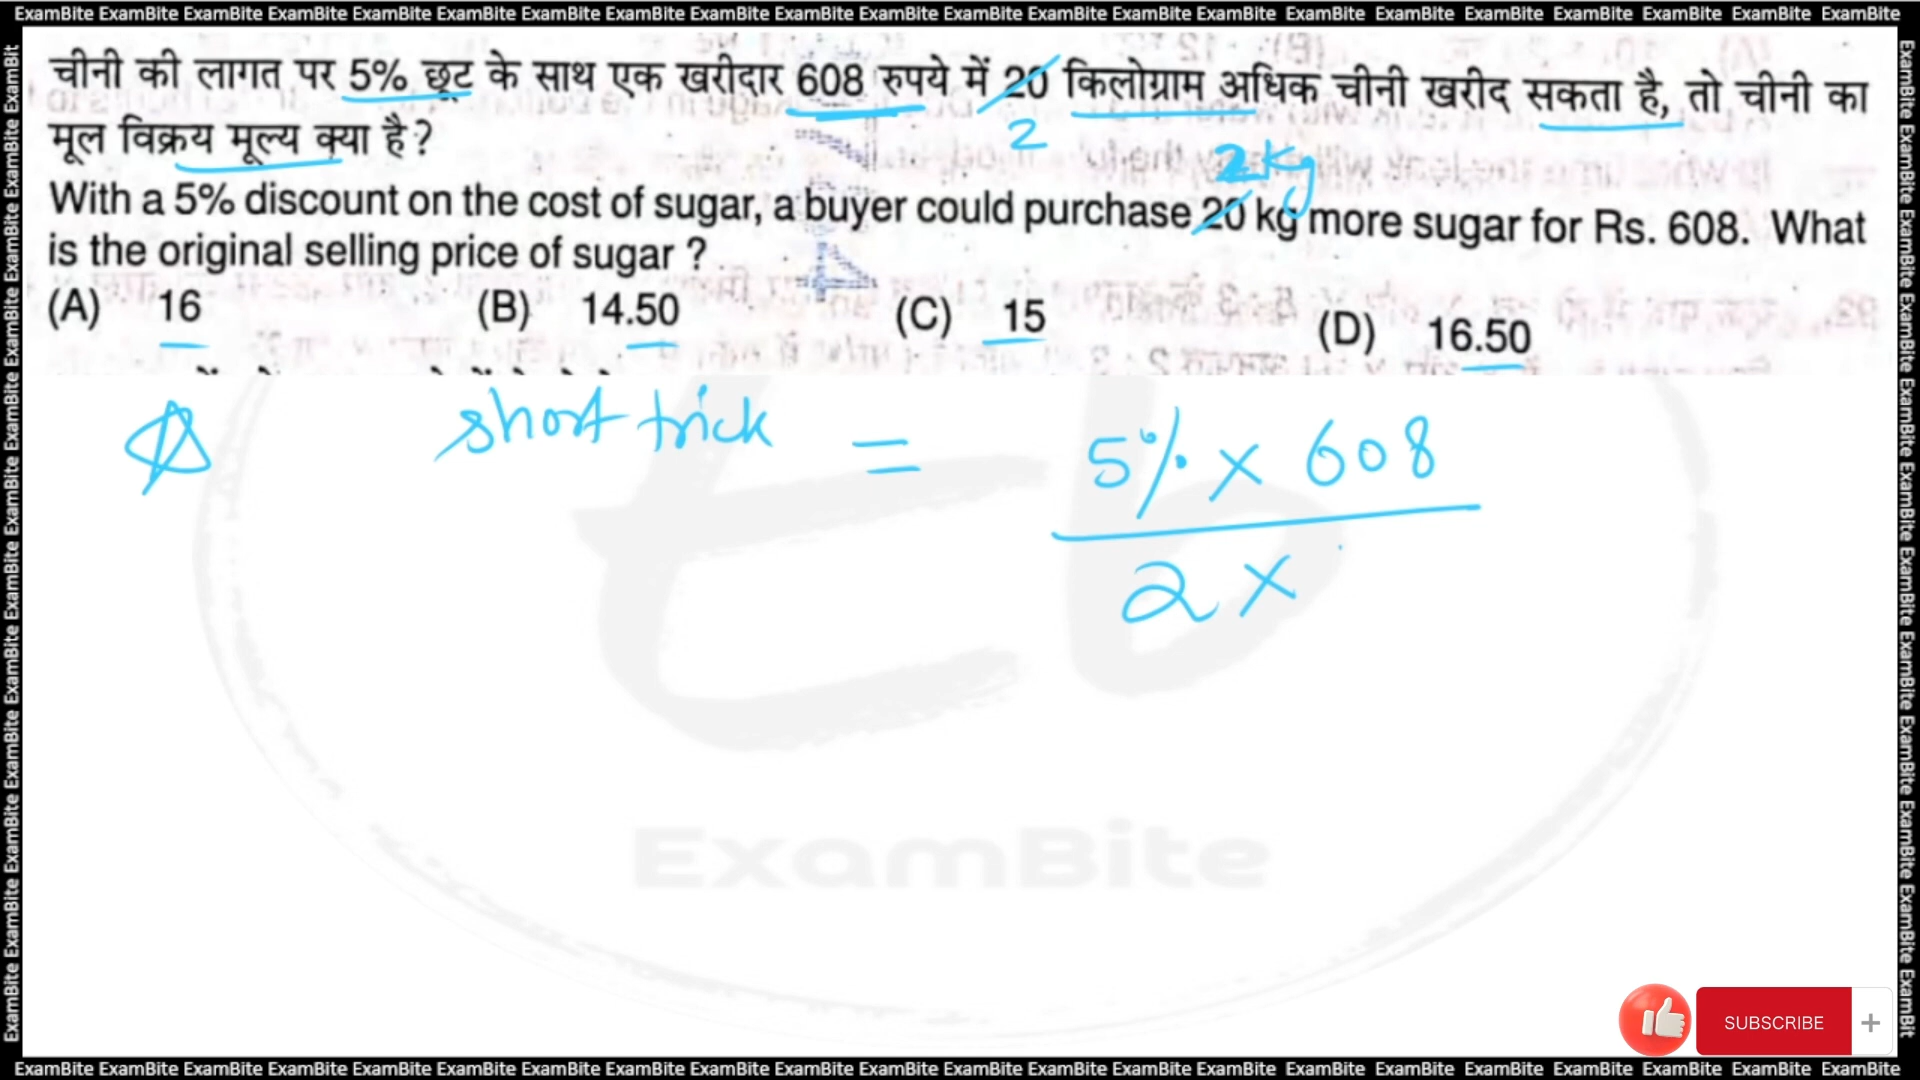 ExamBite ExamBite ExamBite ExamBite ExamBite ExamBite ExamBite ExamBite ExamBite ExamBite ExamBite ExamBite ExamBite ExamBite ExamBite ExamBite ExamBite ExamBite ExamBite ExamBite ExamBite ExamBite
चीनी की लागत पर 5% छूट के साथ एक खरीदार 608 रुपये में 20 किलोग्राम अधिक चीनी खरीद सकता है, तो चीनी का
मूल विक्रय मूल्य क्या है?
2
2kg
With a 5% discount on the cost of sugar, a buyer could purchase 20 kg more sugar for Rs. 608. What
is the original selling price of sugar ?
(A) 16 (B) 14.50 (C) 15 (D) 16.50
short trick = 5% × 608
2 ×
ExamBite
SUBSCRIBE +
ExamBite ExamBite ExamBite ExamBite ExamBite ExamBite ExamBite ExamBite ExamBite ExamBite ExamBite ExamBite ExamBite ExamBite ExamBite ExamBite ExamBite ExamBite ExamBite ExamBite ExamBite ExamBite